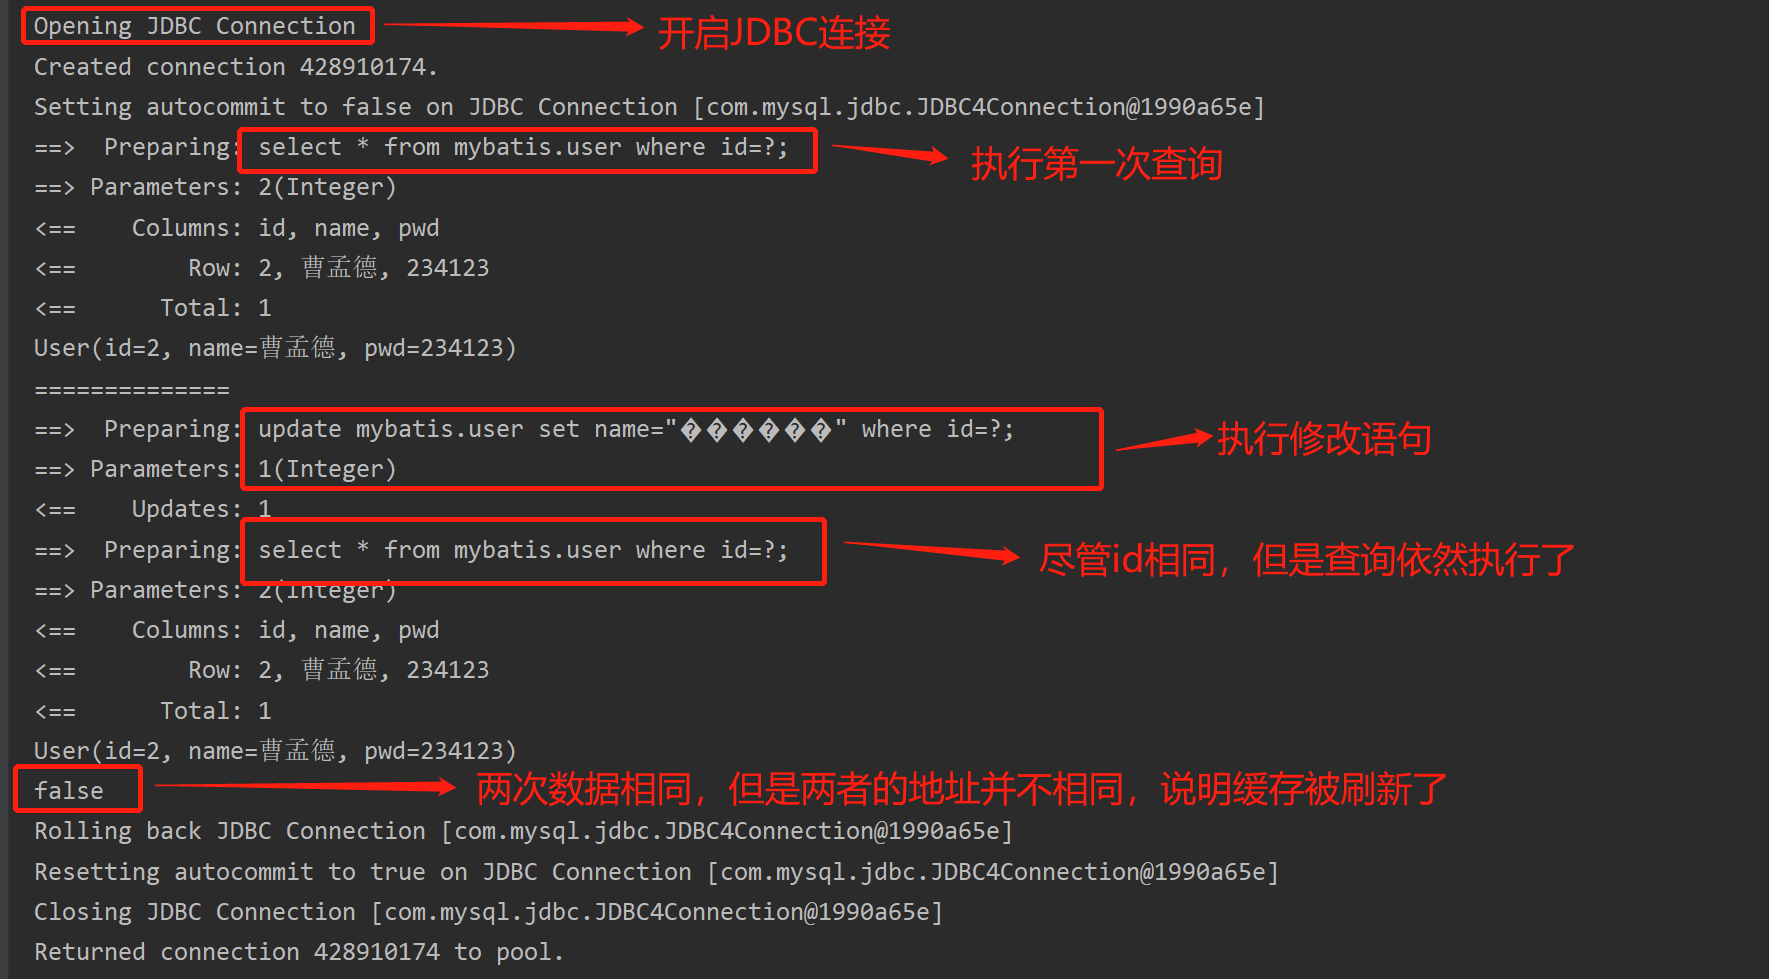 Opening JDBC Connection 开启JDBC连接
Created connection 428910174.
Setting autocommit to false on JDBC Connection [com.mysql.jdbc.JDBC4Connection@1990a65e]
==>  Preparing: select * from mybatis.user where id=?; 执行第一次查询
==> Parameters: 2(Integer)
<==    Columns: id, name, pwd
<==        Row: 2, 曹孟德, 234123
<==      Total: 1
User(id=2, name=曹孟德, pwd=234123)
==============
==>  Preparing: update mybatis.user set name="������" where id=?; 执行修改语句
==> Parameters: 1(Integer)
<==    Updates: 1
==>  Preparing: select * from mybatis.user where id=?; 尽管id相同，但是查询依然执行了
==> Parameters: 2(Integer)
<==    Columns: id, name, pwd
<==        Row: 2, 曹孟德, 234123
<==      Total: 1
User(id=2, name=曹孟德, pwd=234123)
false 两次数据相同，但是两者的地址并不相同，说明缓存被刷新了
Rolling back JDBC Connection [com.mysql.jdbc.JDBC4Connection@1990a65e]
Resetting autocommit to true on JDBC Connection [com.mysql.jdbc.JDBC4Connection@1990a65e]
Closing JDBC Connection [com.mysql.jdbc.JDBC4Connection@1990a65e]
Returned connection 428910174 to pool.